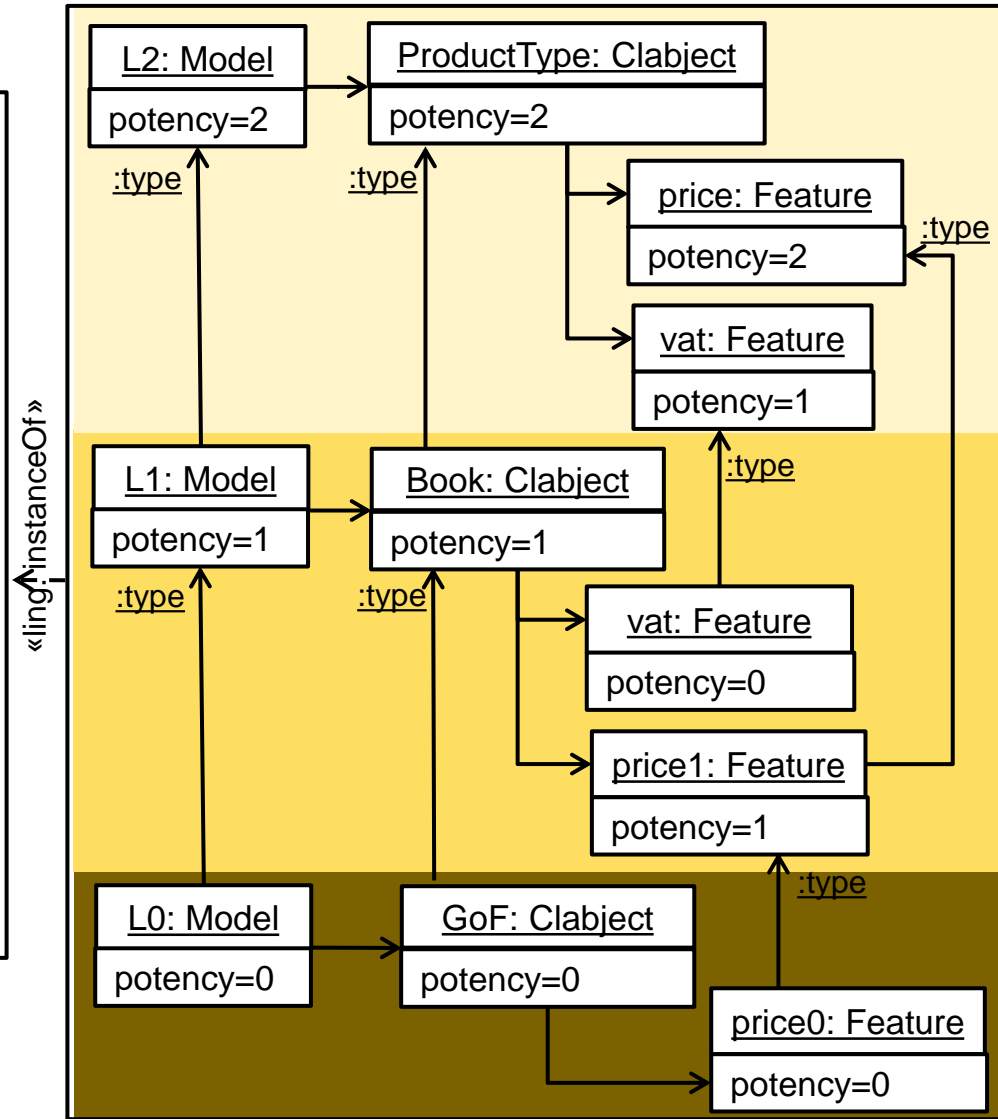 L2: Model
potency=2
ProductType: Clabject
potency=2
:type
:type
price: Feature
potency=2
:type
vat: Feature
potency=1
«ling. instanceOf»
L1: Model
potency=1
Book: Clabject
potency=1
:type
:type
:type
vat: Feature
potency=0
price1: Feature
potency=1
:type
L0: Model
potency=0
GoF: Clabject
potency=0
price0: Feature
potency=0